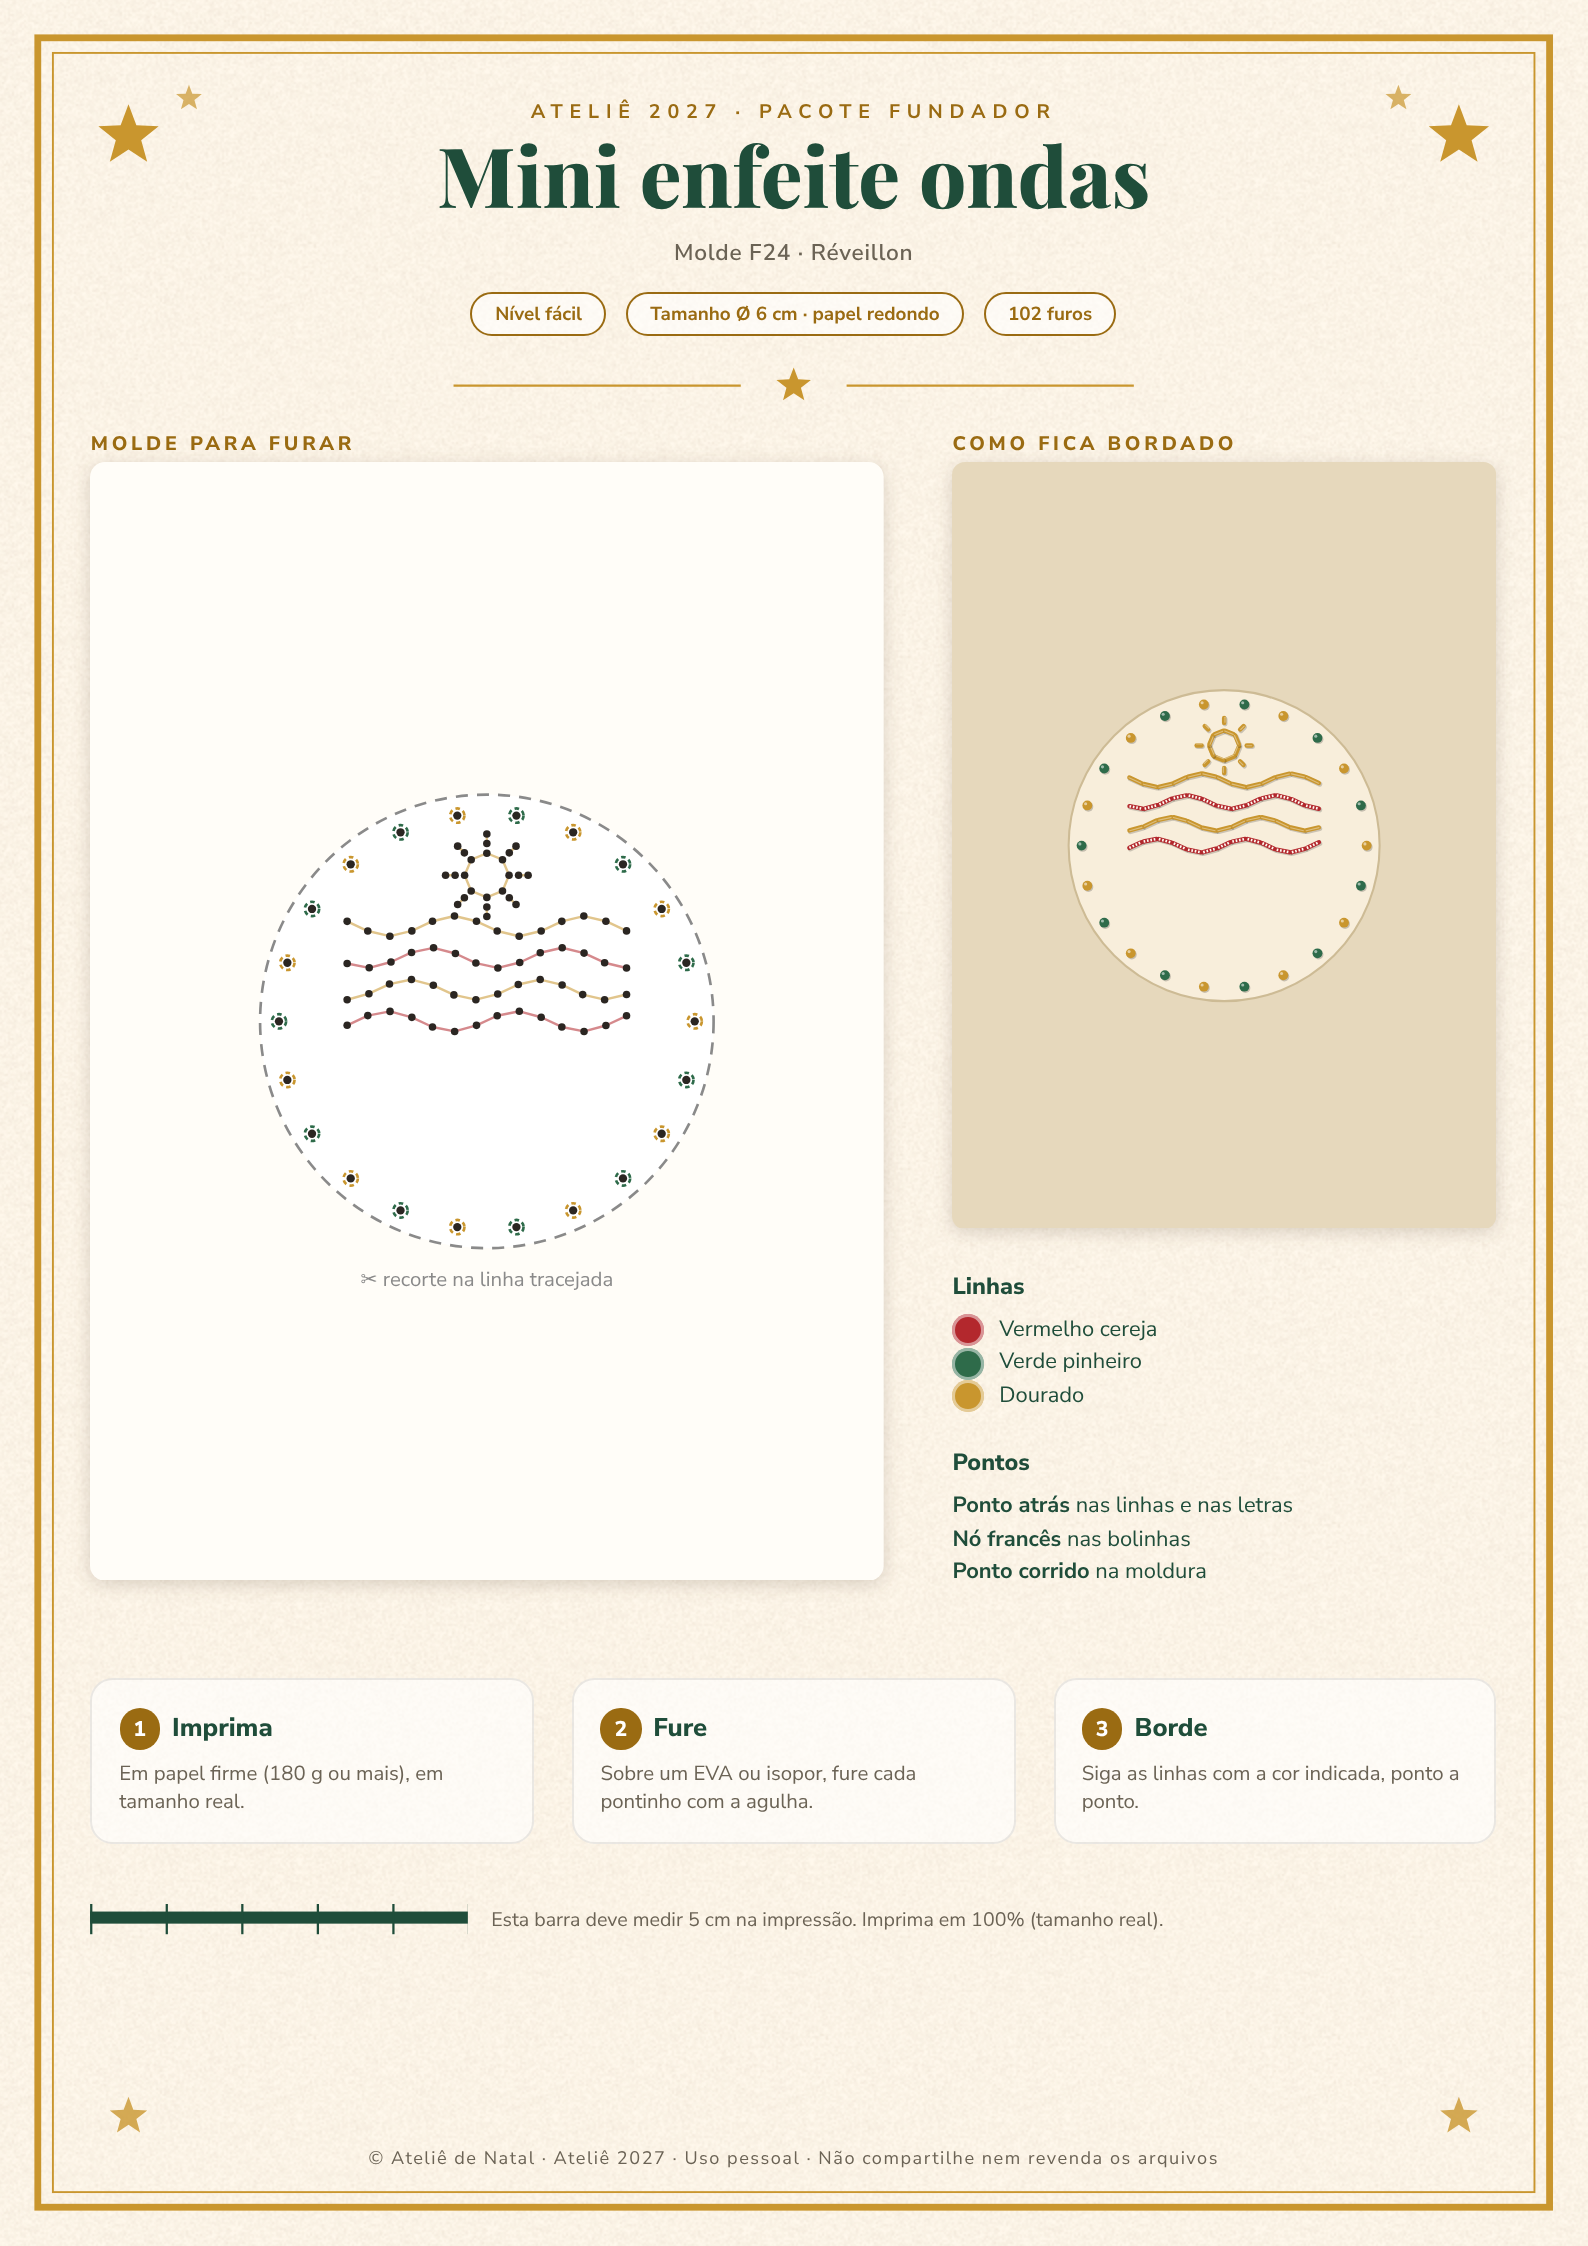 ATELIÊ 2027 · PACOTE FUNDADOR
Mini enfeite ondas
Molde F24 · Réveillon
Nível fácil
Tamanho Ø 6 cm · papel redondo
102 furos
MOLDE PARA FURAR
✂ recorte na linha tracejada
COMO FICA BORDADO
Linhas
Vermelho cereja
Verde pinheiro
Dourado
Pontos
Ponto atrás nas linhas e nas letras
Nó francês nas bolinhas
Ponto corrido na moldura
1 Imprima
Em papel firme (180 g ou mais), em
tamanho real.
2 Fure
Sobre um EVA ou isopor, fure cada
pontinho com a agulha.
3 Borde
Siga as linhas com a cor indicada, ponto a
ponto.
Esta barra deve medir 5 cm na impressão. Imprima em 100% (tamanho real).
© Ateliê de Natal · Ateliê 2027 · Uso pessoal · Não compartilhe nem revenda os arquivos